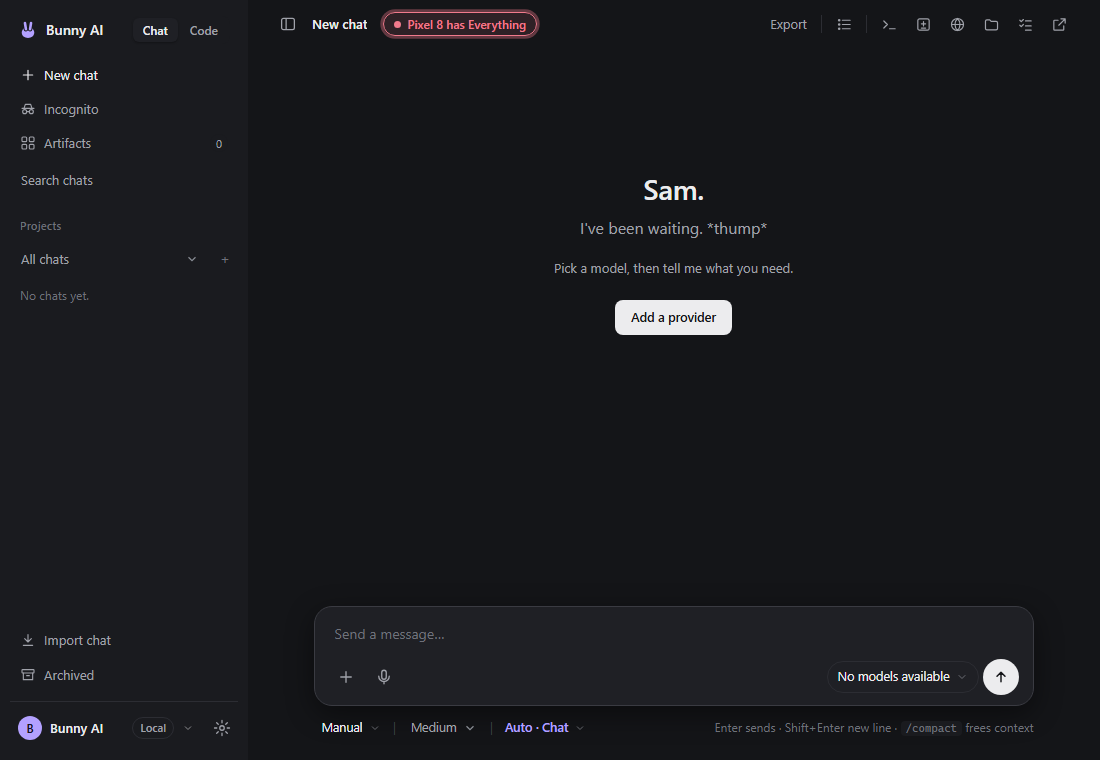 Bunny AI
Chat
Code
New chat
Incognito
Artifacts
0
Search chats
Projects
All chats
+
No chats yet.
Import chat
Archived
B
Bunny AI
Local
New chat
Pixel 8 has Everything
Export
Sam.
I've been waiting. *thump*
Pick a model, then tell me what you need.
Add a provider
Send a message...
No models available
Manual
Medium
Auto · Chat
Enter sends · Shift+Enter new line · /compact frees context